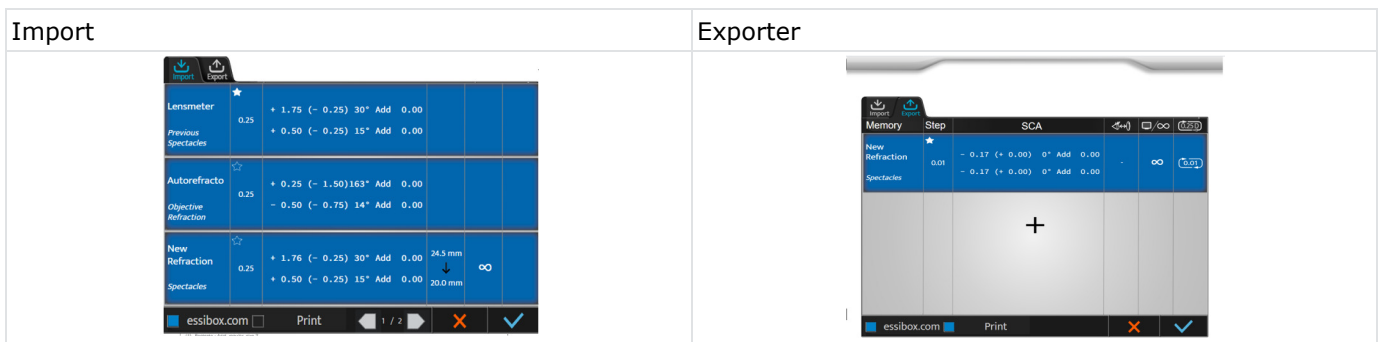 Import
Exporter
Import Export
Lensmeter
Previous
Spectacles
0.25
+ 1.75 (- 0.25) 30° Add 0.00
+ 0.50 (- 0.25) 15° Add 0.00
Autorefracto
Objective
Refraction
0.25
+ 0.25 (- 1.50)163° Add 0.00
- 0.50 (- 0.75) 14° Add 0.00
New
Refraction
Spectacles
0.25
+ 1.76 (- 0.25) 30° Add 0.00
+ 0.50 (- 0.25) 15° Add 0.00
24.5 mm
↓
20.0 mm
∞
essibox.com Print 1 / 2
Import Export
Memory Step SCA /∞ 0.25D
New
Refraction
Spectacles
0.01
- 0.17 (+ 0.00) 0° Add 0.00
- 0.17 (+ 0.00) 0° Add 0.00
-
∞
0.01
+
essibox.com Print